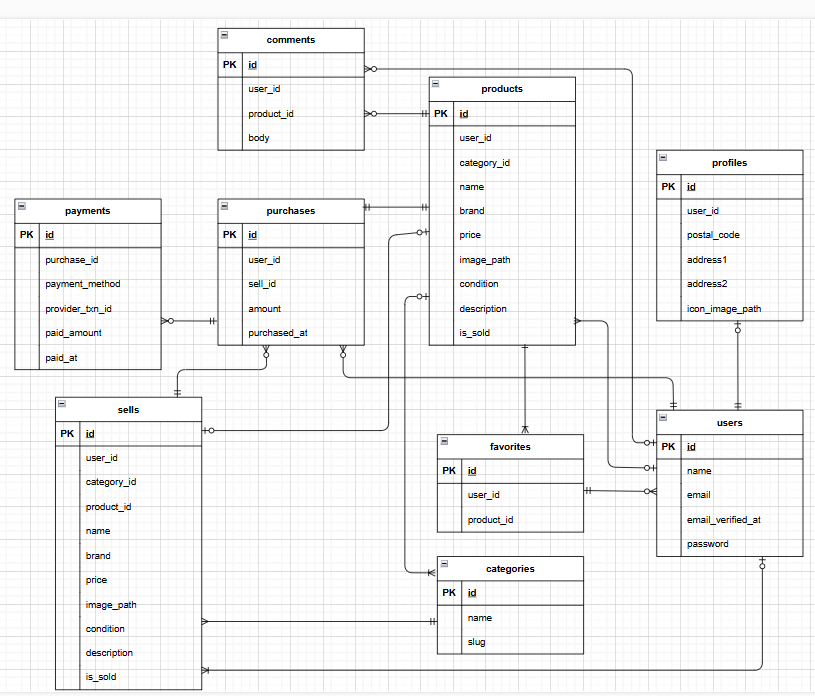 comments
PK id
user_id
product_id
body
products
PK id
user_id
category_id
name
brand
price
image_path
condition
description
is_sold
profiles
PK id
user_id
postal_code
address1
address2
icon_image_path
payments
PK id
purchase_id
payment_method
provider_txn_id
paid_amount
paid_at
purchases
PK id
user_id
sell_id
amount
purchased_at
sells
PK id
user_id
category_id
product_id
name
brand
price
image_path
condition
description
is_sold
favorites
PK id
user_id
product_id
users
PK id
name
email
email_verified_at
password
categories
PK id
name
slug